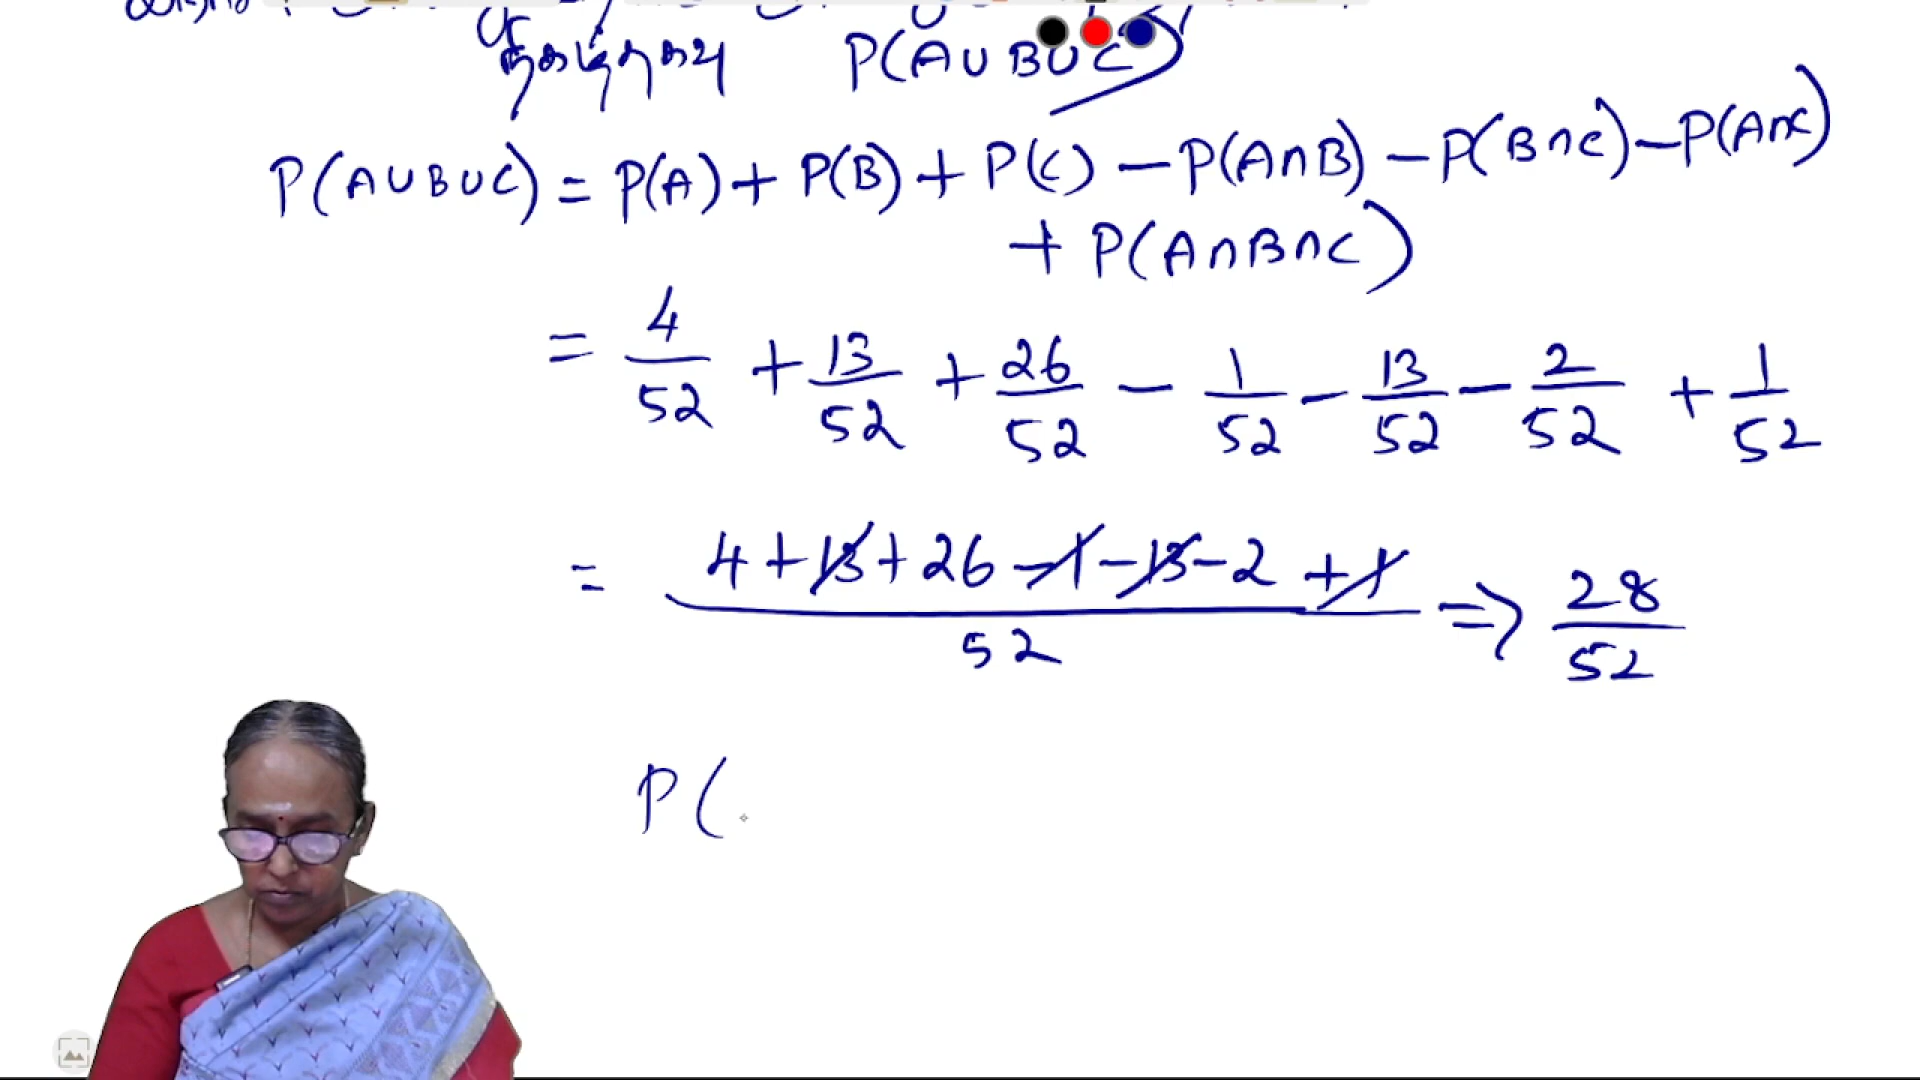 P(A∪B∪C)
P(A∪B∪C) = P(A) + P(B) + P(C) − P(A∩B) − P(B∩C) − P(A∩C)
+ P(A∩B∩C)
= 4/52 + 13/52 + 26/52 − 1/52 − 13/52 − 2/52 + 1/52
= (4 + 13 + 26 − 1 − 13 − 2 + 1)/52 ⇒ 28/52
P(